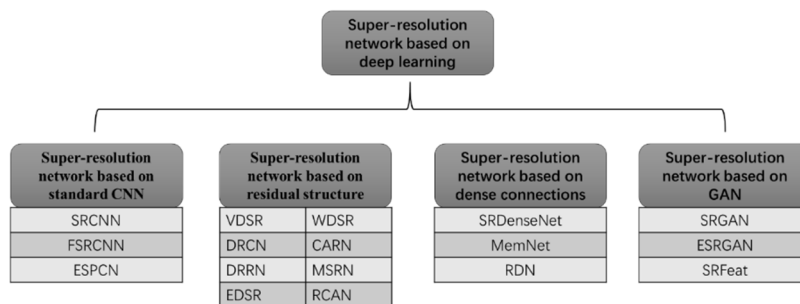 Super-resolution
network based on
deep learning
Super-resolution
network based on
standard CNN
SRCNN
FSRCNN
ESPCN
Super-resolution
network based on
residual structure
VDSR WDSR
DRCN CARN
DRRN MSRN
EDSR RCAN
Super-resolution
network based on
dense connections
SRDenseNet
MemNet
RDN
Super-resolution
network based on
GAN
SRGAN
ESRGAN
SRFeat